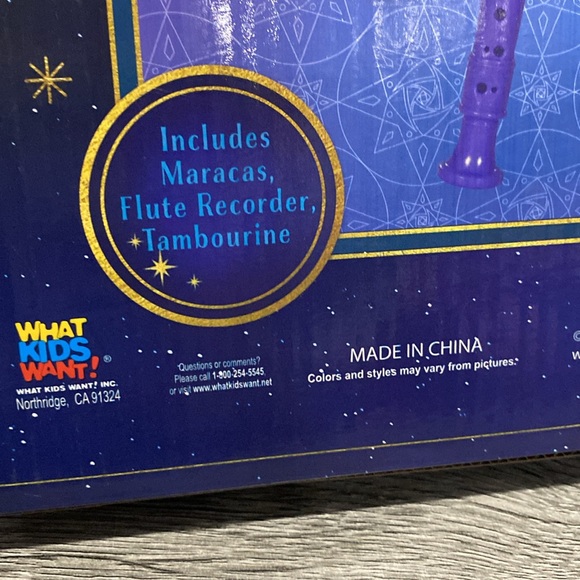 Includes
Maracas,
Flute Recorder,
Tambourine
WHAT
KIDS
WANT!®
WHAT KIDS WANT! INC.
Northridge, CA 91324
Questions or comments?
Please call 1-800-254-5545
or visit www.whatkidswant.net
MADE IN CHINA
Colors and styles may vary from pictures.
©
W